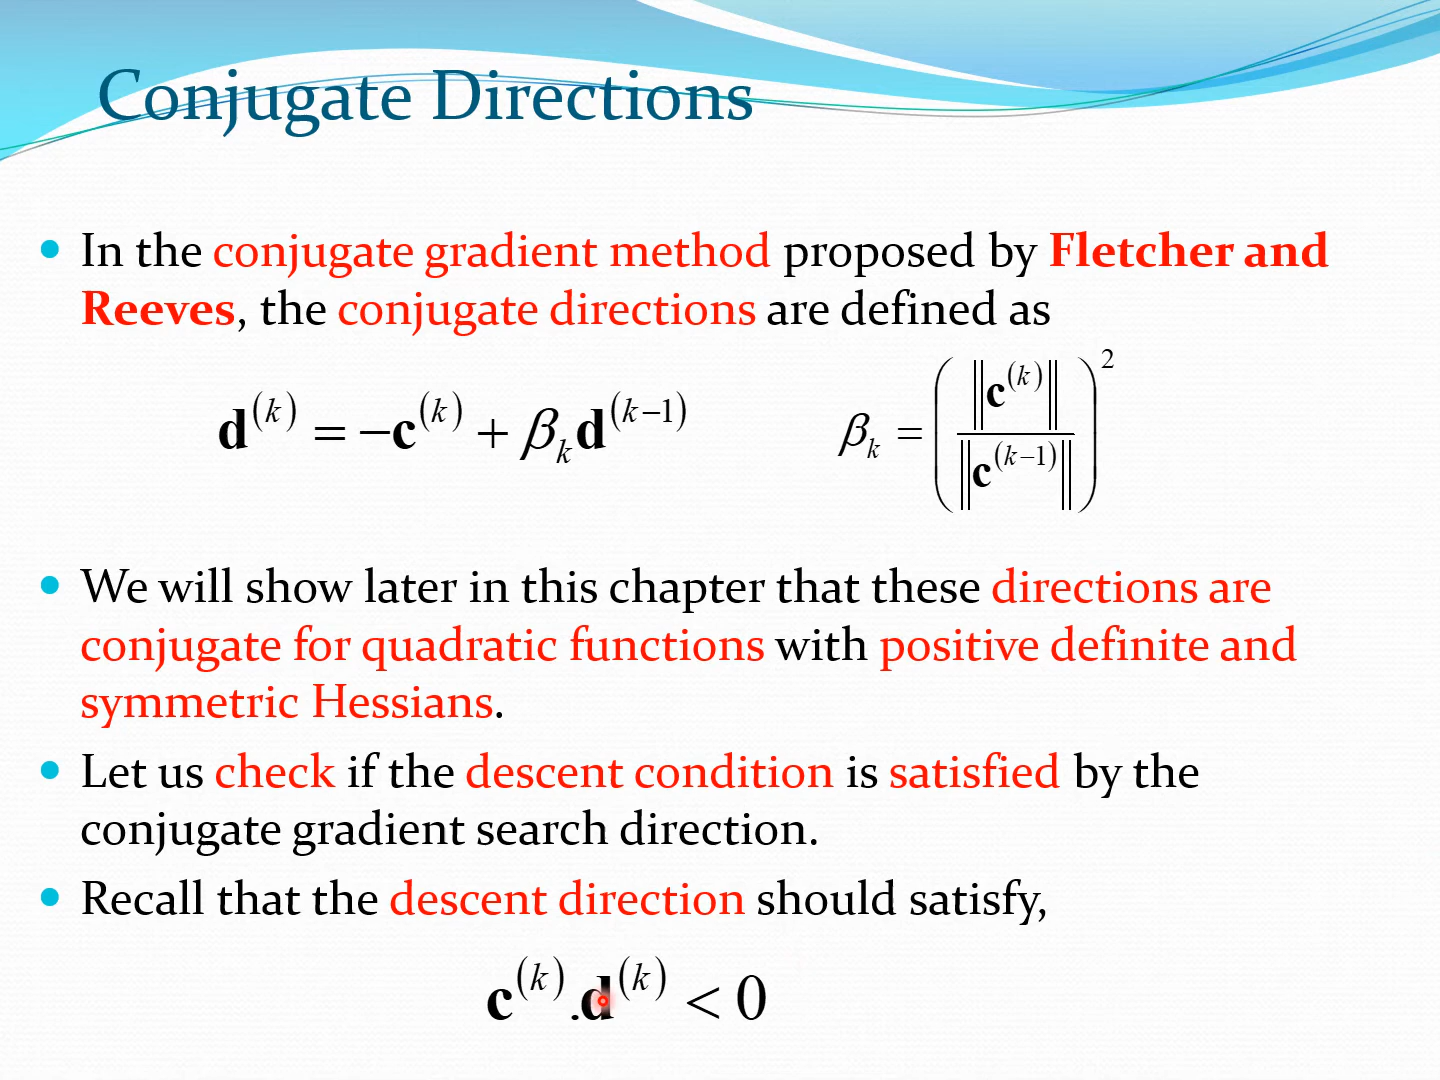 Conjugate Directions
• In the conjugate gradient method proposed by Fletcher and
Reeves, the conjugate directions are defined as
d^(k) = −c^(k) + β_k d^(k−1)   β_k = ( ‖c^(k)‖ / ‖c^(k−1)‖ )^2
• We will show later in this chapter that these directions are
conjugate for quadratic functions with positive definite and
symmetric Hessians.
• Let us check if the descent condition is satisfied by the
conjugate gradient search direction.
• Recall that the descent direction should satisfy,
c^(k) . d^(k) < 0